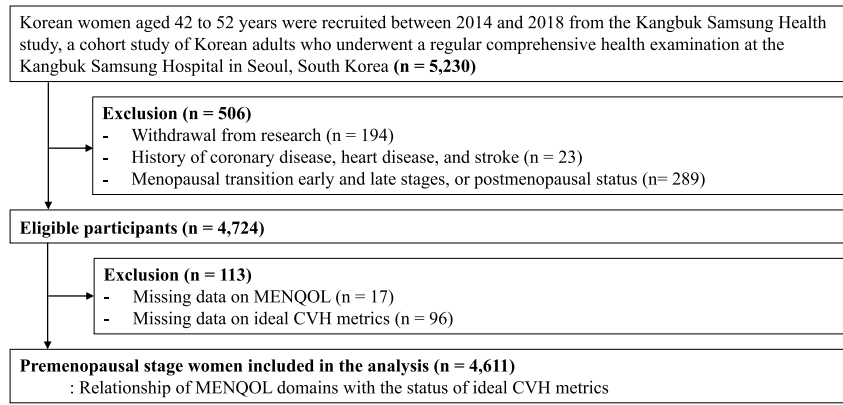 Korean women aged 42 to 52 years were recruited between 2014 and 2018 from the Kangbuk Samsung Health
study, a cohort study of Korean adults who underwent a regular comprehensive health examination at the
Kangbuk Samsung Hospital in Seoul, South Korea (n = 5,230)
Exclusion (n = 506)
- Withdrawal from research (n = 194)
- History of coronary disease, heart disease, and stroke (n = 23)
- Menopausal transition early and late stages, or postmenopausal status (n= 289)
Eligible participants (n = 4,724)
Exclusion (n = 113)
- Missing data on MENQOL (n = 17)
- Missing data on ideal CVH metrics (n = 96)
Premenopausal stage women included in the analysis (n = 4,611)
: Relationship of MENQOL domains with the status of ideal CVH metrics